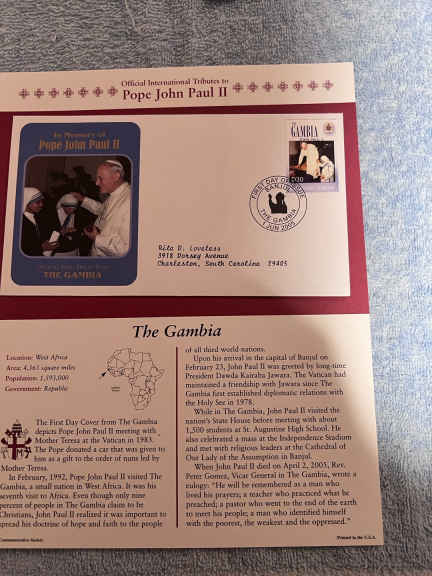 Official International Tributes to
Pope John Paul II
In Memory of
Pope John Paul II
THE GAMBIA
THE GAMBIA
D30
FIRST DAY OF ISSUE
BANJUL
THE GAMBIA
1 JUN 2005
Rita D. Loveless
3918 Dorsey Avenue
Charleston, South Carolina 29405
The Gambia
Location: West Africa
Area: 4,361 square miles
Population: 1,593,000
Government: Republic
The First Day Cover from The Gambia
depicts Pope John Paul II meeting with
Mother Teresa at the Vatican in 1983.
The Pope donated a car that was given to
him as a gift to the order of nuns led by
Mother Teresa.
In February, 1992, Pope John Paul II visited The
Gambia, a small nation in West Africa. It was his
seventh visit to Africa. Even though only nine
percent of people in The Gambia claim to be
Christians, John Paul II realized it was important to
spread his doctrine of hope and faith to the people
of all third world-nations.
Upon his arrival in the capital of Banjul on
February 23, John Paul II was greeted by long-time
President Dawda Kairaba Jawara. The Vatican had
maintained a friendship with Jawara since The
Gambia first established diplomatic relations with
the Holy See in 1978.
While in The Gambia, John Paul II visited the
nation's State House before meeting with about
1,500 students at St. Augustine High School. He
also celebrated a mass at the Independence Stadium
and met with religious leaders at the Cathedral of
Our Lady of the Assumption in Banjul.
When John Paul II died on April 2, 2005, Rev.
Peter Gomez, Vicar General in The Gambia, wrote a
eulogy: "He will be remembered as a man who
lived his prayers; a teacher who practiced what he
preached; a pastor who went to the end of the earth
to meet his people; a man who identified himself
with the poorest, the weakest and the oppressed."
Commemorative Society
Printed in the U.S.A.